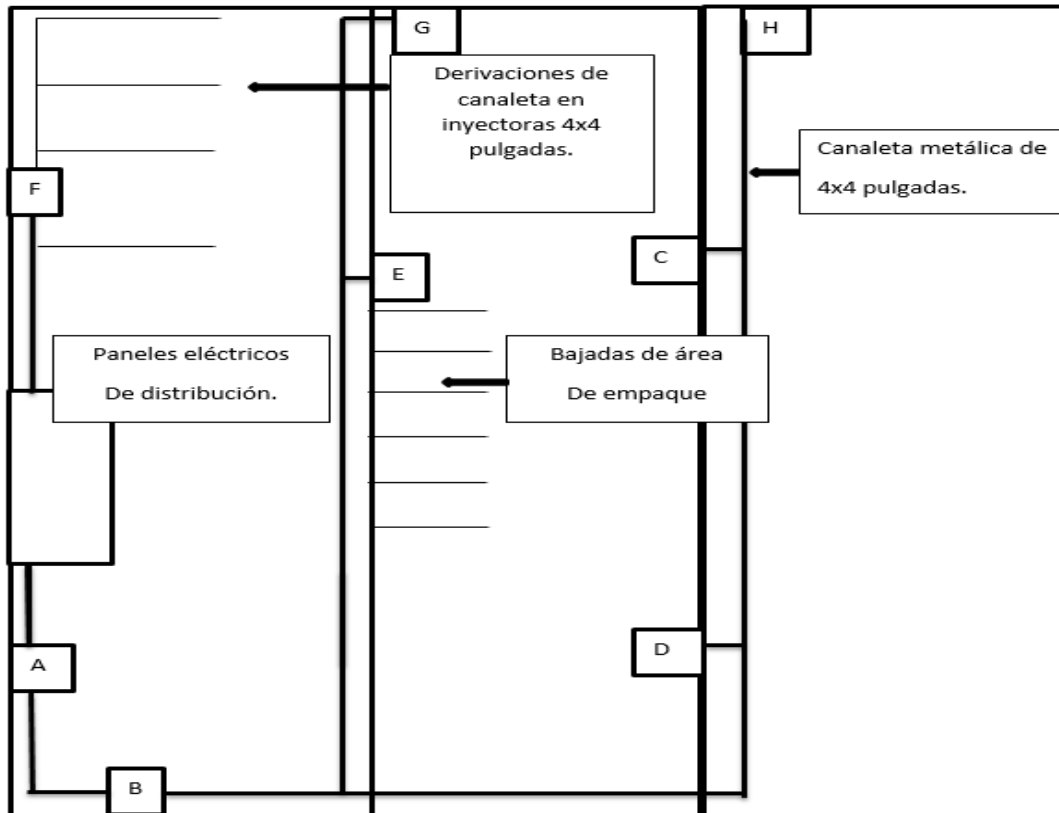 G
H
Derivaciones de
canaleta en
inyectoras 4x4
pulgadas.
Canaleta metálica de
4x4 pulgadas.
F
C
E
Paneles eléctricos
De distribución.
Bajadas de área
De empaque
A
D
B